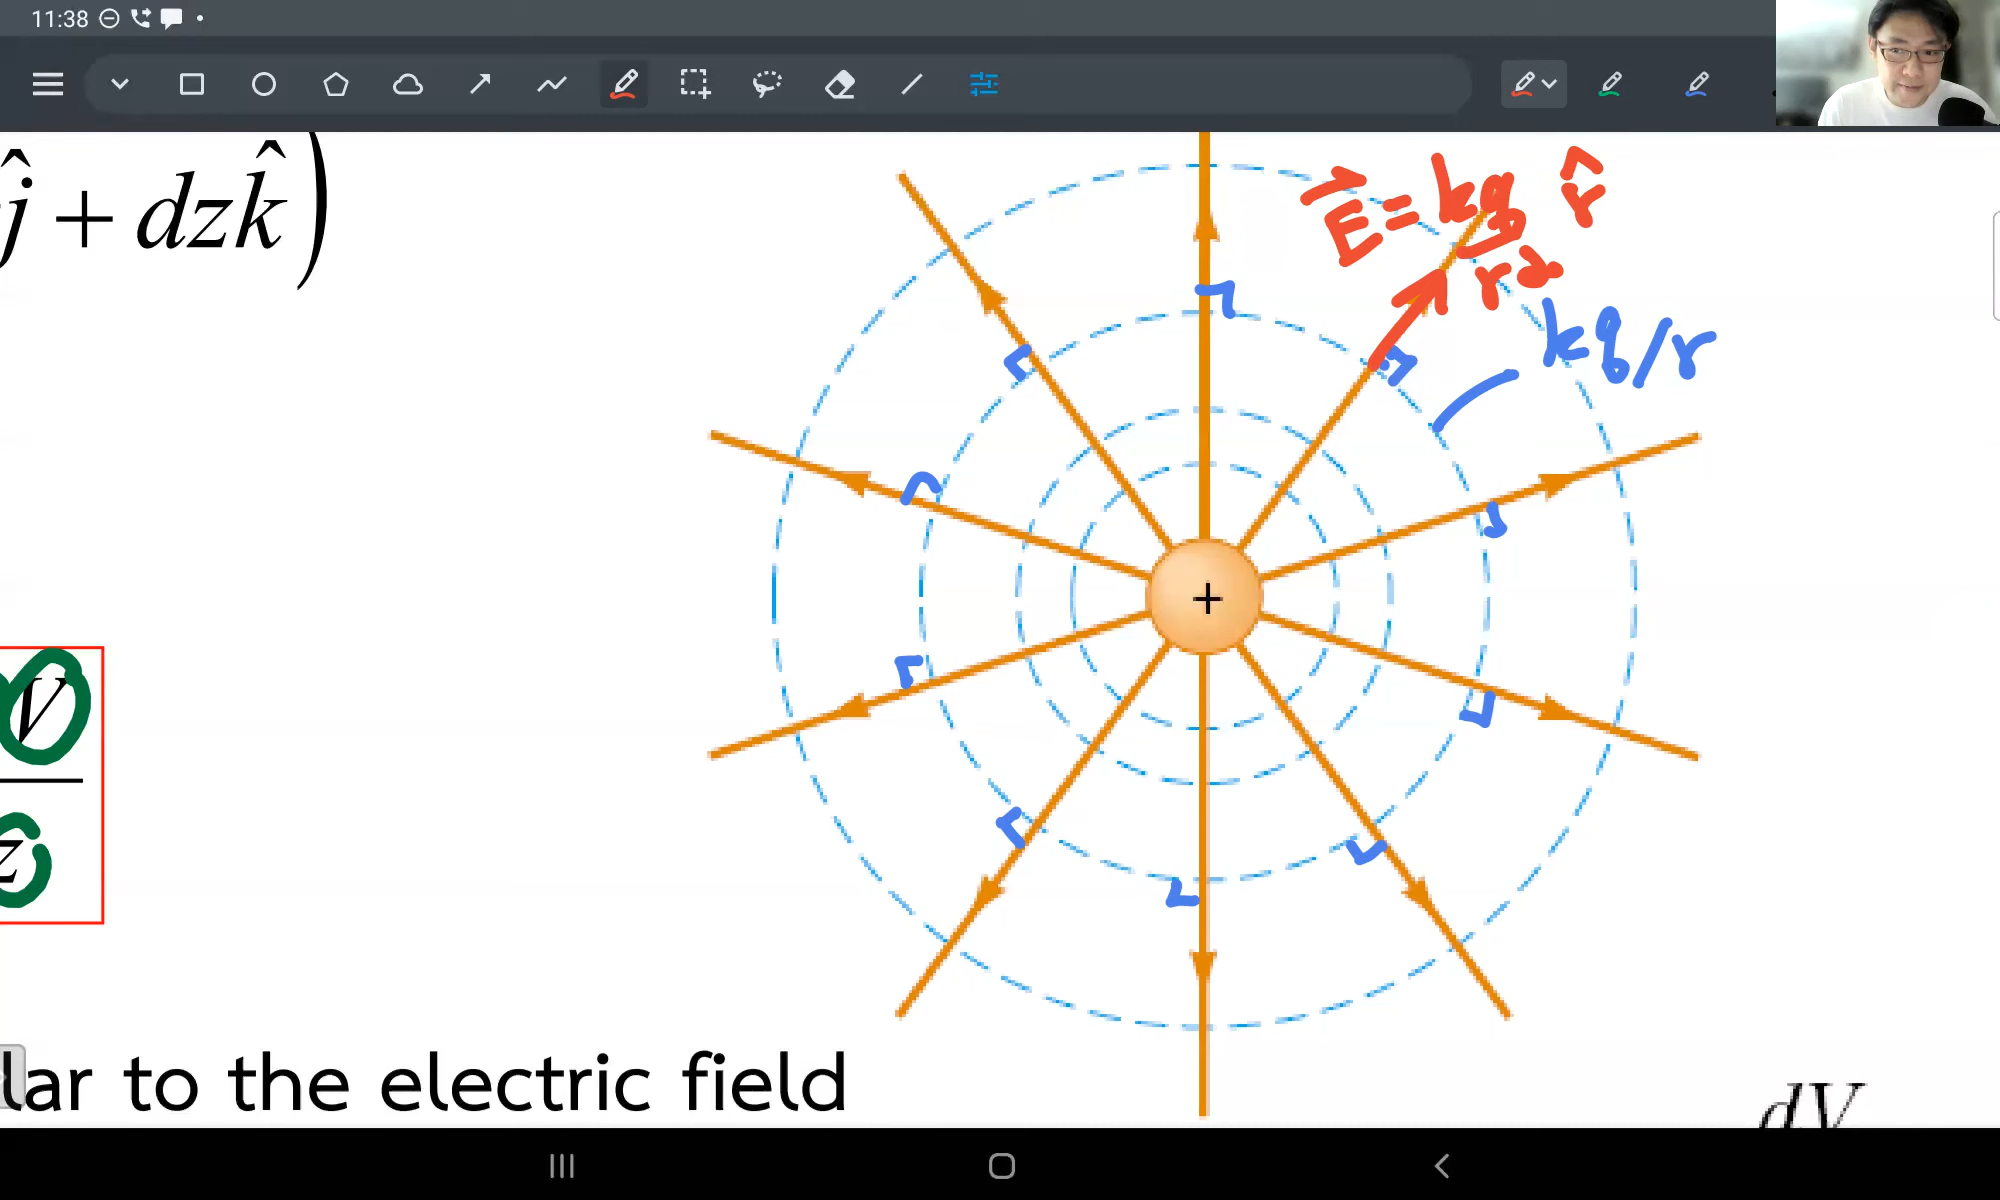 11:38
ĵ + dzk̂)
E⃗ = kq/r² r̂
kq/r
+
V
z
lar to the electric field
dV